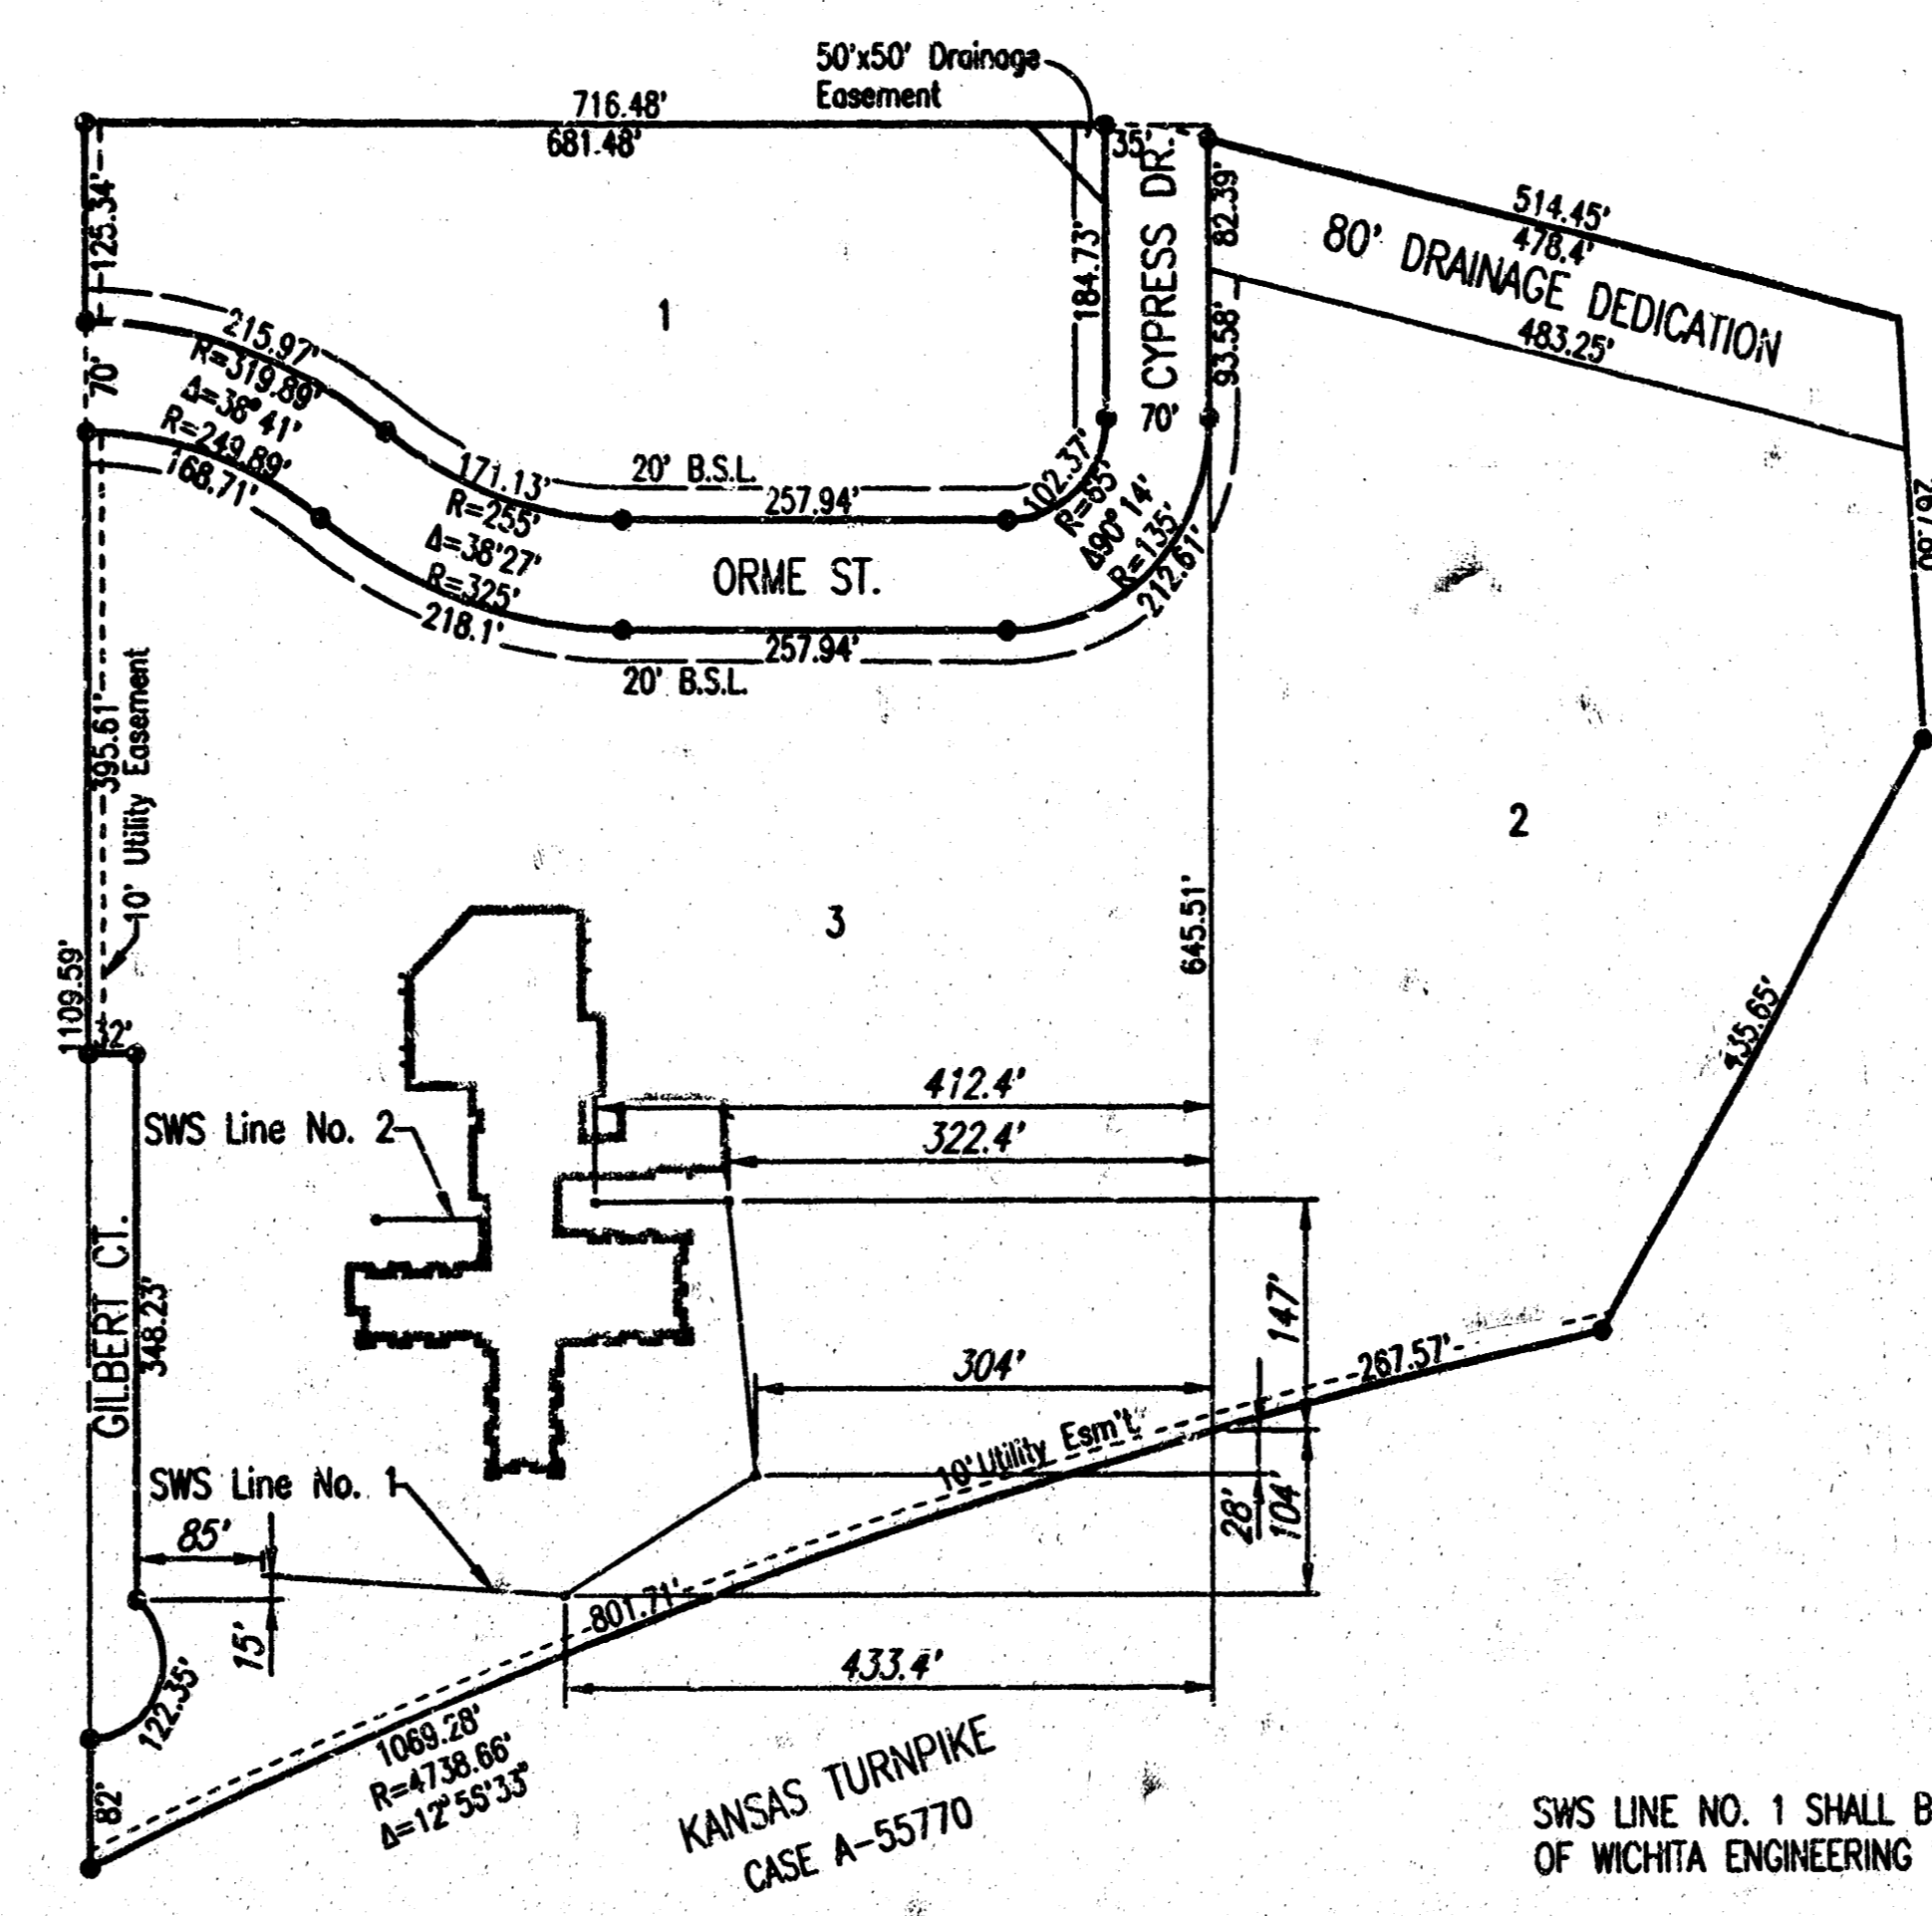 50'x50' Drainage
Easement
716.48'
681.48'
35'
125.34'
CYPRESS DR.
82.39'
514.45'
478.4'
80' DRAINAGE DEDICATION
483.25'
184.73'
93.58'
1
70'
215.97'
R=319.89'
Δ=38°41'
R=249.89'
168.71'
70'
171.13'
R=255'
Δ=38'27'
R=325'
218.1'
20' B.S.L.
257.94'
102.37'
R=65'
Δ90°14'
R=135'
212.61'
ORME ST.
257.94'
20' B.S.L.
395.61'
10' Utility Easement
2
3
645.51'
1109.59'
435.65'
412.4'
322.4'
SWS Line No. 2
GILBERT CT.
348.23'
147'
304'
267.57'
10' Utility Esm't.
SWS Line No. 1
28'
104'
85'
15'
801.71'
433.4'
122.35'
82'
1069.28'
R=4738.66'
KANSAS TURNPIKE
CASE A-55770
SWS LINE NO. 1 SHALL B
OF WICHITA ENGINEERING